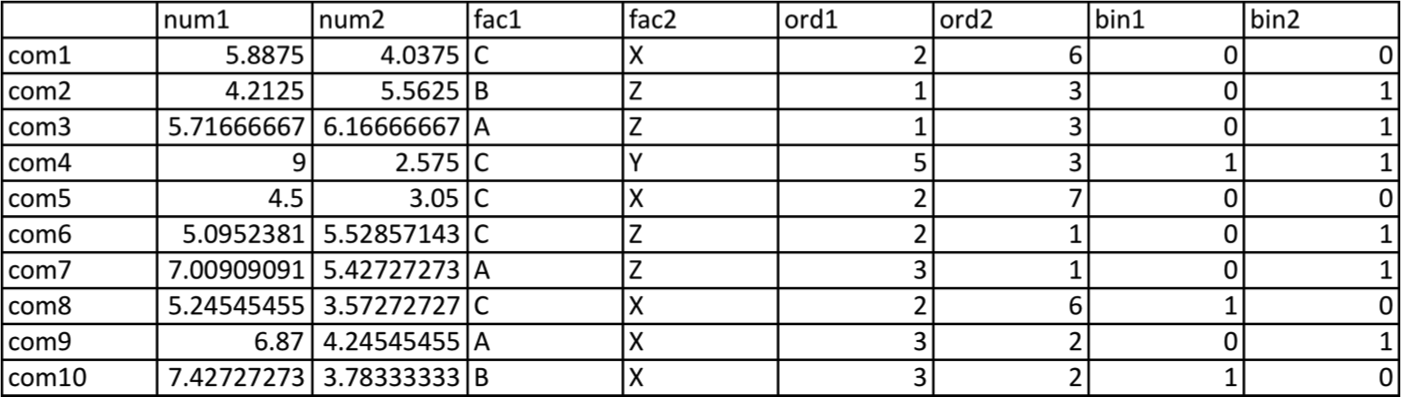 num1 num2 fac1 fac2 ord1 ord2 bin1 bin2
com1 5.8875 4.0375 C X 2 6 0 0
com2 4.2125 5.5625 B Z 1 3 0 1
com3 5.71666667 6.16666667 A Z 1 3 0 1
com4 9 2.575 C Y 5 3 1 1
com5 4.5 3.05 C X 2 7 0 0
com6 5.0952381 5.52857143 C Z 2 1 0 1
com7 7.00909091 5.42727273 A Z 3 1 0 1
com8 5.24545455 3.57272727 C X 2 6 1 0
com9 6.87 4.24545455 A X 3 2 0 1
com10 7.42727273 3.78333333 B X 3 2 1 0